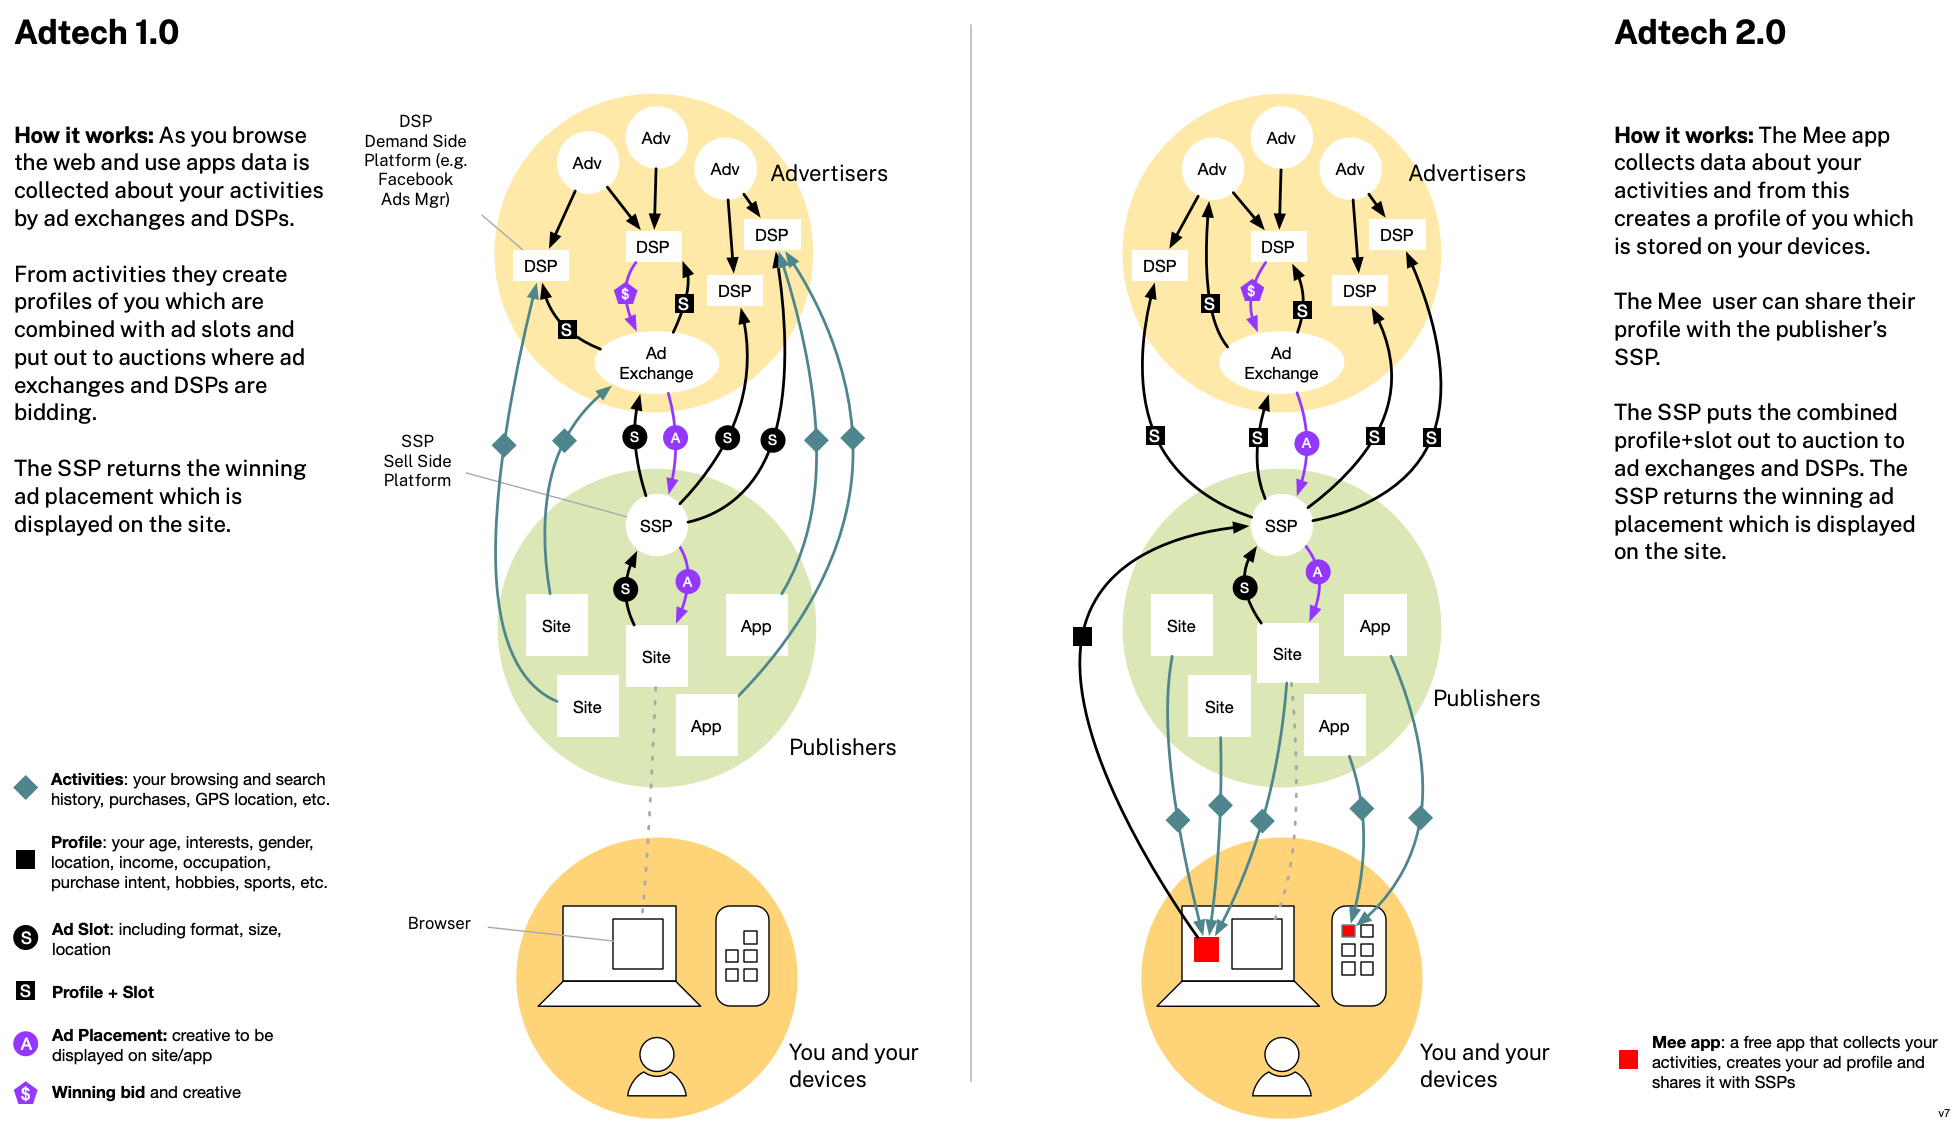 Adtech 1.0
How it works: As you browse
the web and use apps data is
collected about your activities
by ad exchanges and DSPs.
From activities they create
profiles of you which are
combined with ad slots and
put out to auctions where ad
exchanges and DSPs are
bidding.
The SSP returns the winning
ad placement which is
displayed on the site.
Activities: your browsing and search
history, purchases, GPS location, etc.
Profile: your age, interests, gender,
location, income, occupation,
purchase intent, hobbies, sports, etc.
S
Ad Slot: including format, size,
location
S
Profile + Slot
A
Ad Placement: creative to be
displayed on site/app
$
Winning bid and creative
DSP
Demand Side
Platform (e.g.
Facebook
Ads Mgr)
Adv
Adv
Adv
Advertisers
DSP
DSP
DSP
DSP
$
S
S
Ad
Exchange
S
A
S
S
SSP
Sell Side
Platform
SSP
S
A
Site
App
Site
Site
App
Publishers
Browser
You and your
devices
Adv
Adv
Adv
Advertisers
DSP
DSP
DSP
DSP
$
S
S
Ad
Exchange
S
S
A
S
S
SSP
S
A
Site
App
Site
Site
App
Publishers
You and your
devices
Adtech 2.0
How it works: The Mee app
collects data about your
activities and from this
creates a profile of you which
is stored on your devices.
The Mee  user can share their
profile with the publisher’s
SSP.
The SSP puts the combined
profile+slot out to auction to
ad exchanges and DSPs. The
SSP returns the winning ad
placement which is displayed
on the site.
Mee app: a free app that collects your
activities, creates your ad profile and
shares it with SSPs
v7